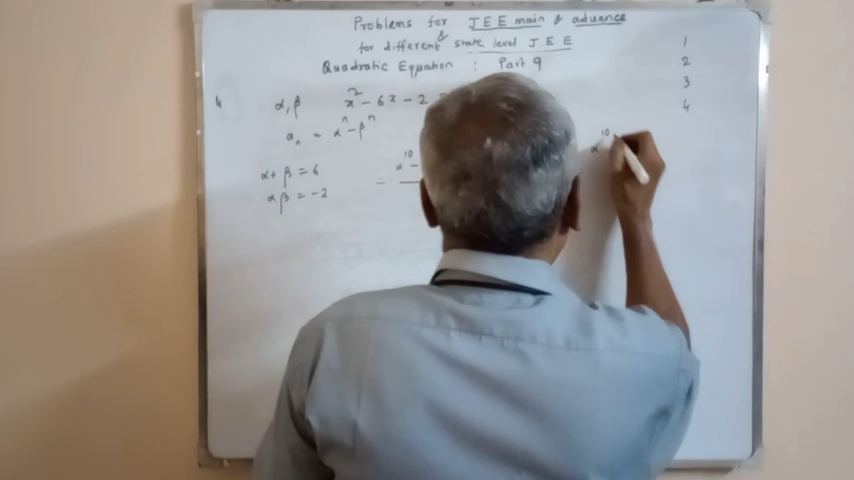 Problems for JEE main & advance
&
for different state level JEE
Quadratic Equation : Part 9
1
2
3
4
4 α, β x² - 6x - 2
aₙ = αⁿ - βⁿ
α¹⁰
α + β = 6
= α¹⁰ -
αβ = -2